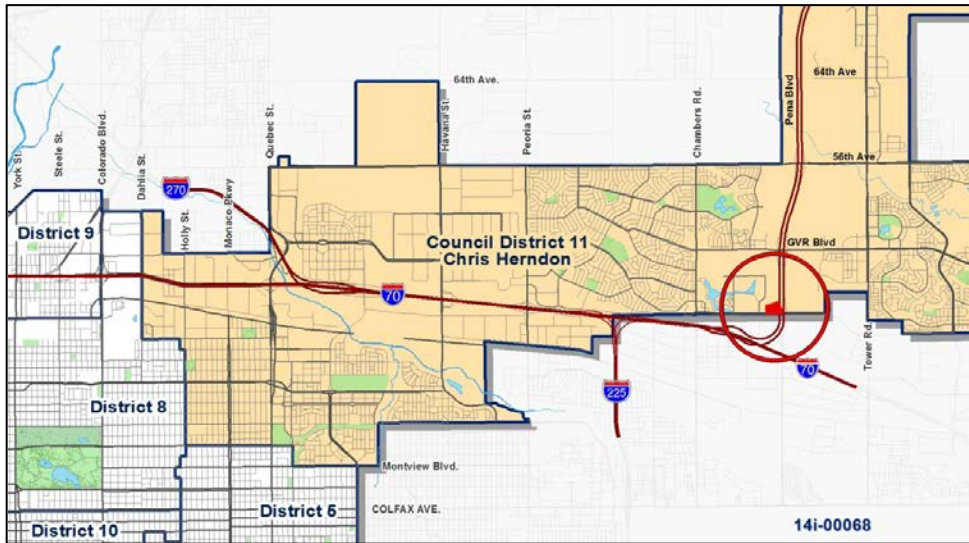 64th Ave.
64th Ave
Pena Blvd
Chambers Rd.
Peoria St.
Havana St.
Quebec St.
York St.
Steele St.
Colorado Blvd.
Dahlia St.
Holly St.
Monaco Pkwy
56th Ave
270
District 9
Council District 11
Chris Herndon
GVR Blvd
70
Tower Rd.
70
225
District 8
Montview Blvd.
District 5
COLFAX AVE.
District 10
14i-00068